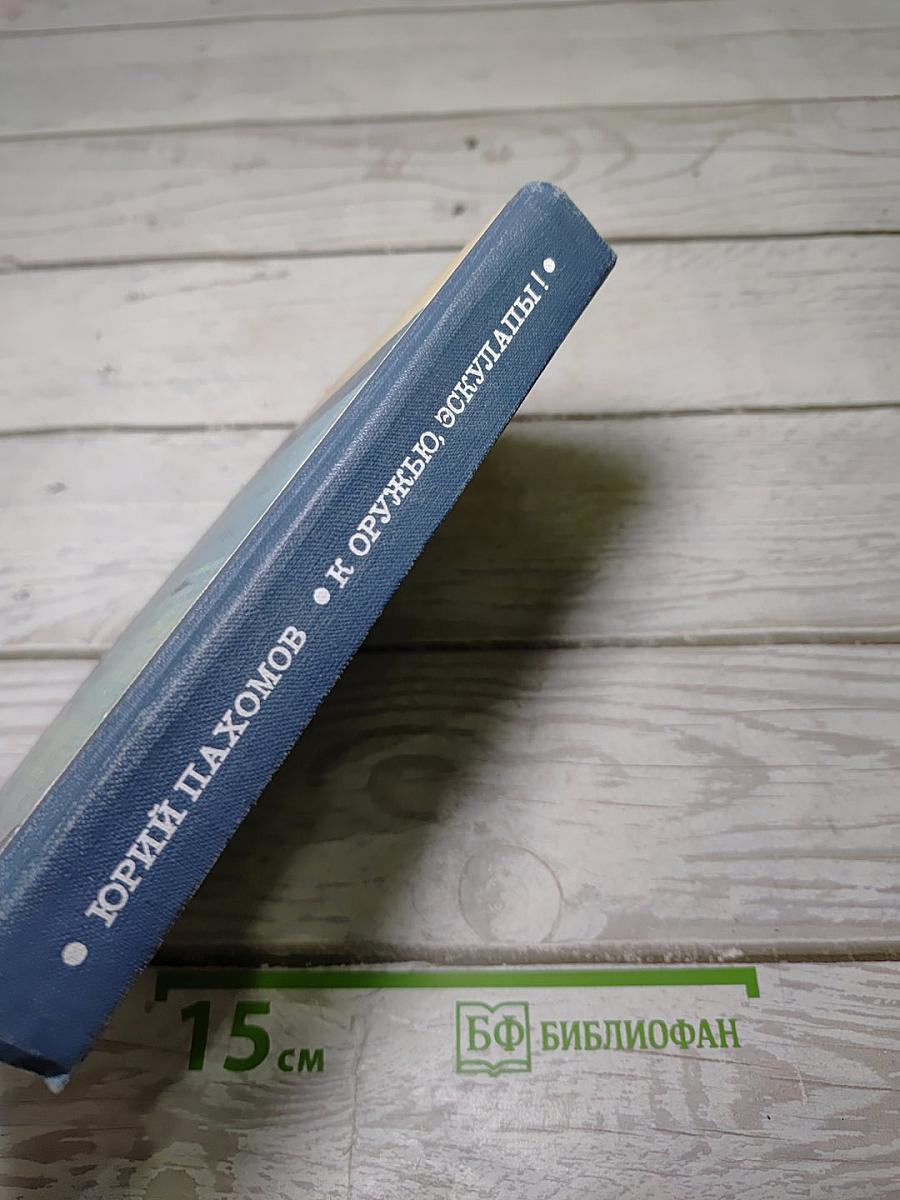 • ЮРИЙ ПАХОМОВ • К ОРУЖЬЮ, ЭСКУЛАПЫ! •
15 см
БФ БИБЛИОФАН